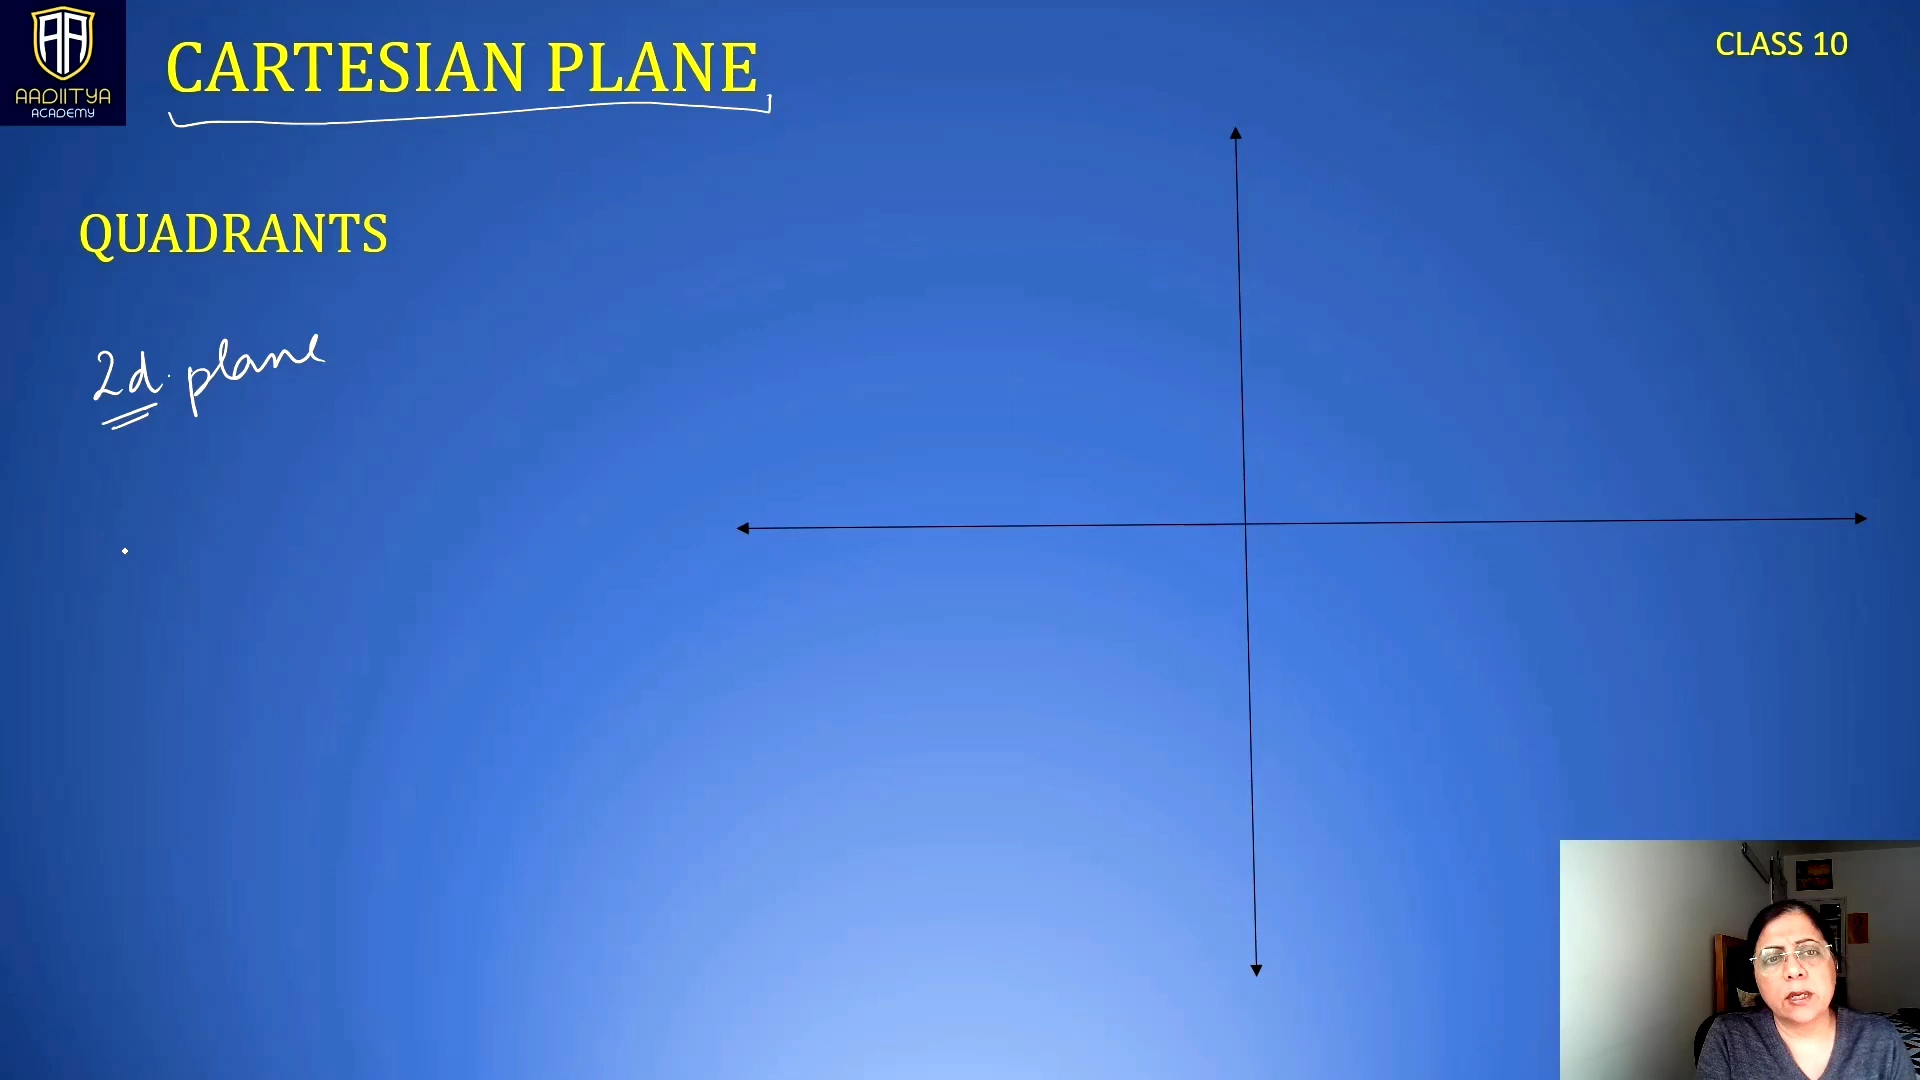 AADIITYA
ACADEMY
CARTESIAN PLANE
CLASS 10
QUADRANTS
2d. plane